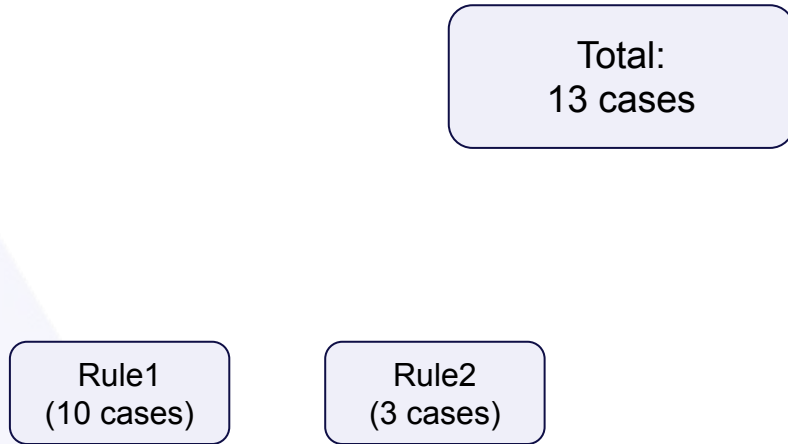 Total:
13 cases
Rule1
(10 cases)
Rule2
(3 cases)